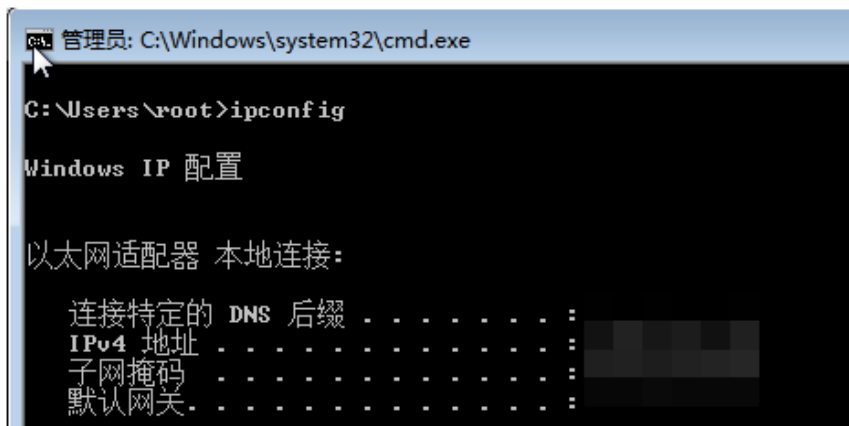 管理员: C:\Windows\system32\cmd.exe
C:\Users\root>ipconfig
Windows IP 配置
以太网适配器 本地连接:
连接特定的 DNS 后缀 . . . . . . . :
IPv4 地址 . . . . . . . . . . . . :
子网掩码 . . . . . . . . . . . . :
默认网关. . . . . . . . . . . . . :